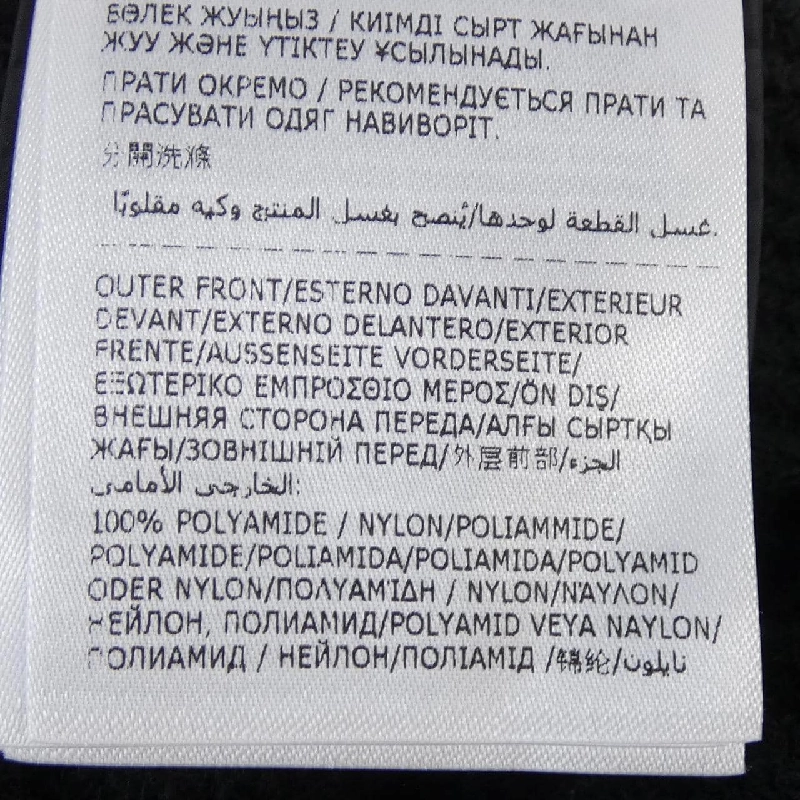 БӨЛЕК ЖУЫҢЫЗ / КИІМДІ СЫРТ ЖАҒЫНАН
ЖУУ ЖӘНЕ ҮТІКТЕУ ҰСЫЛЫНАДЫ.
ПРАТИ ОКРЕМО / РЕКОМЕНДУЄТЬСЯ ПРАТИ ТА
ПРАСУВАТИ ОДЯГ НАВИВОРІТ.
分開洗滌
غسل القطعة لوحدها/يُنصح بغسل المنتج وكيه مقلوبًا.
OUTER FRONT/ESTERNO DAVANTI/EXTERIEUR
DEVANT/EXTERNO DELANTERO/EXTERIOR
FRENTE/AUSSENSEITE VORDERSEITE/
ΕΞΩΤΕΡΙΚΟ ΕΜΠΡΟΣΘΙΟ ΜΕΡΟΣ/ÖN DIŞ/
ВНЕШНЯЯ СТОРОНА ПЕРЕДА/АЛҒЫ СЫРТҚЫ
ЖАҒЫ/ЗОВНІШНІЙ ПЕРЕД/外层前部/الجزء
الخارجي الأمامي:
100% POLYAMIDE / NYLON/POLIAMMIDE/
POLYAMIDE/POLIAMIDA/POLIAMIDA/POLYAMID
ODER NYLON/ΠΟΛΥΑΜΊΔΗ / NYLON/ΝΆΥΛΟΝ/
НЕЙЛОН, ПОЛИАМИД/POLYAMID VEYA NAYLON/
ПОЛИАМИД / НЕЙЛОН/ПОЛІАМІД /锦纶/نايلون